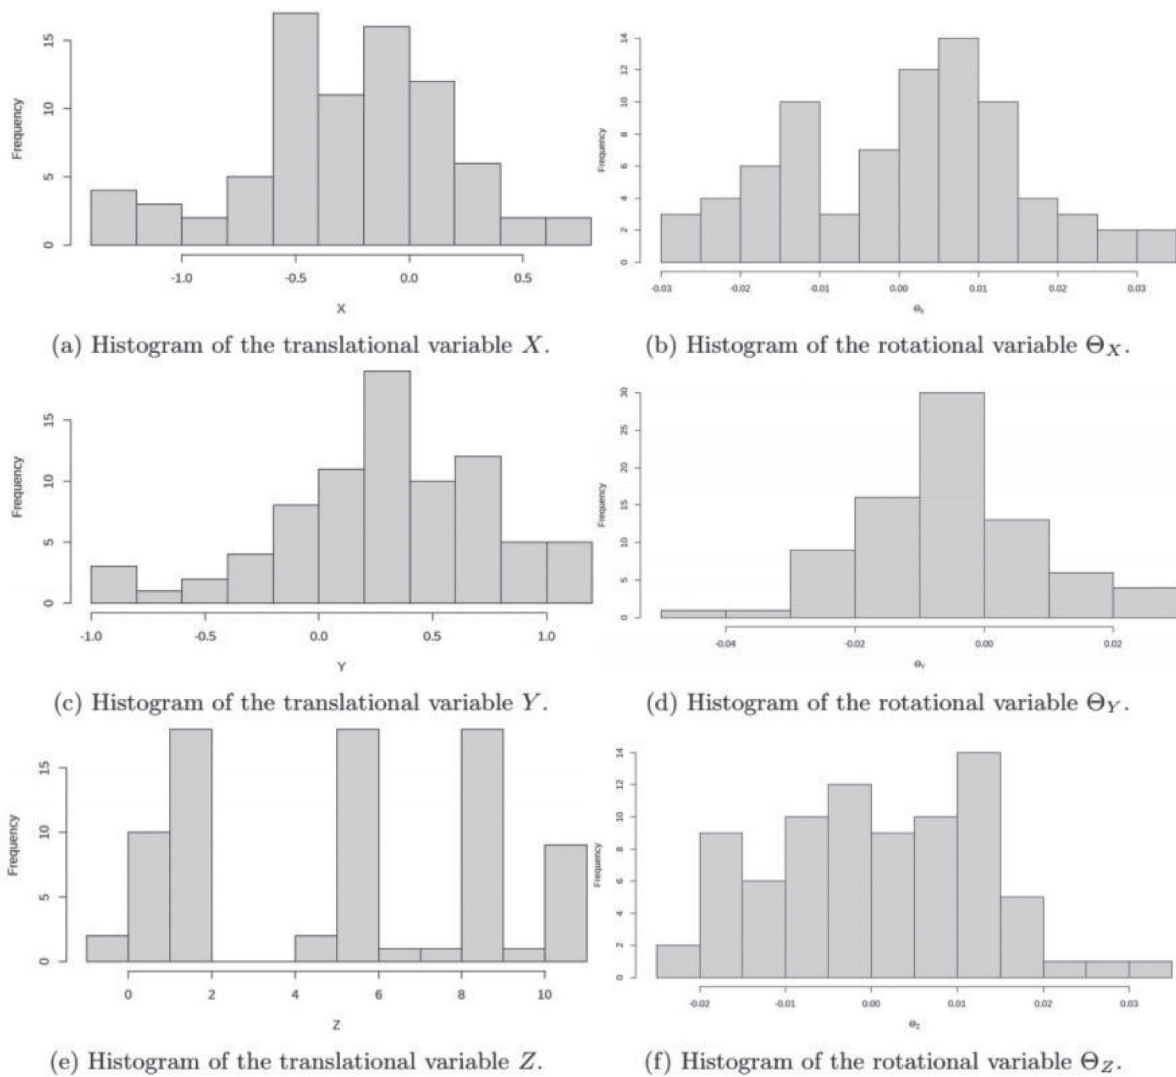 Frequency
0 5 10 15
-1.0 -0.5 0.0 0.5
X
(a) Histogram of the translational variable X.
Frequency
0 2 4 6 8 10 12 14
-0.03 -0.02 -0.01 0.00 0.01 0.02 0.03
Θx
(b) Histogram of the rotational variable ΘX.
Frequency
0 5 10 15
-1.0 -0.5 0.0 0.5 1.0
Y
(c) Histogram of the translational variable Y.
Frequency
0 5 10 15 20 25 30
-0.04 -0.02 0.00 0.02
ΘY
(d) Histogram of the rotational variable ΘY.
Frequency
0 5 10 15
0 2 4 6 8 10
Z
(e) Histogram of the translational variable Z.
Frequency
0 2 4 6 8 10 12 14
-0.02 -0.01 0.00 0.01 0.02 0.03
ΘZ
(f) Histogram of the rotational variable ΘZ.